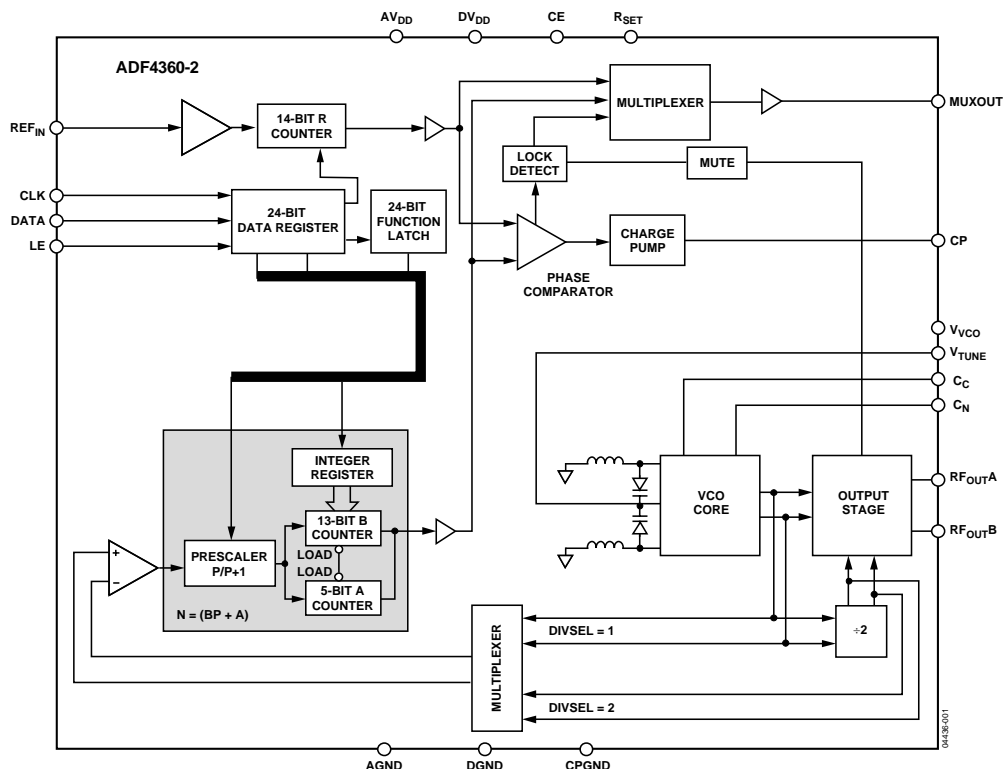 AVDD DVDD CE RSET
ADF4360-2
MULTIPLEXER
MUXOUT
REFIN
14-BIT R
COUNTER
LOCK
DETECT
MUTE
CLK
DATA
LE
24-BIT
DATA REGISTER
24-BIT
FUNCTION
LATCH
CHARGE
PUMP
CP
PHASE
COMPARATOR
VVCO
VTUNE
CC
CN
INTEGER
REGISTER
13-BIT B
COUNTER
LOAD
LOAD
5-BIT A
COUNTER
PRESCALER
P/P+1
+
−
N = (BP + A)
VCO
CORE
OUTPUT
STAGE
RFOUTA
RFOUTB
MULTIPLEXER
DIVSEL = 1
DIVSEL = 2
÷2
04436-001
AGND DGND CPGND